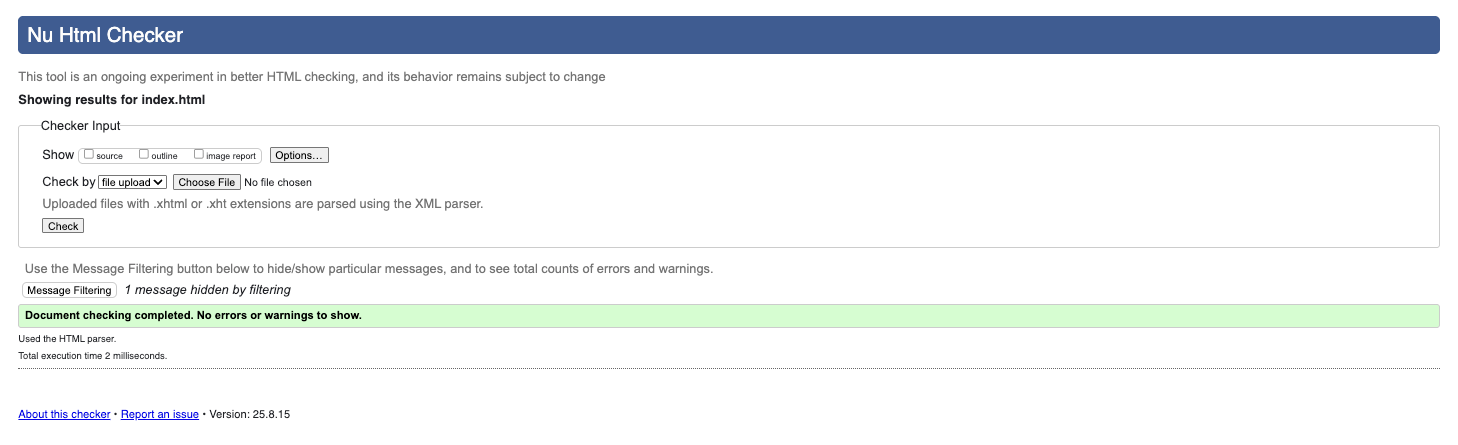 Nu Html Checker
This tool is an ongoing experiment in better HTML checking, and its behavior remains subject to change
Showing results for index.html
Checker Input
Show source outline image report Options…
Check by file upload Choose File No file chosen
Uploaded files with .xhtml or .xht extensions are parsed using the XML parser.
Check
Use the Message Filtering button below to hide/show particular messages, and to see total counts of errors and warnings.
Message Filtering 1 message hidden by filtering
Document checking completed. No errors or warnings to show.
Used the HTML parser.
Total execution time 2 milliseconds.
About this checker • Report an issue • Version: 25.8.15